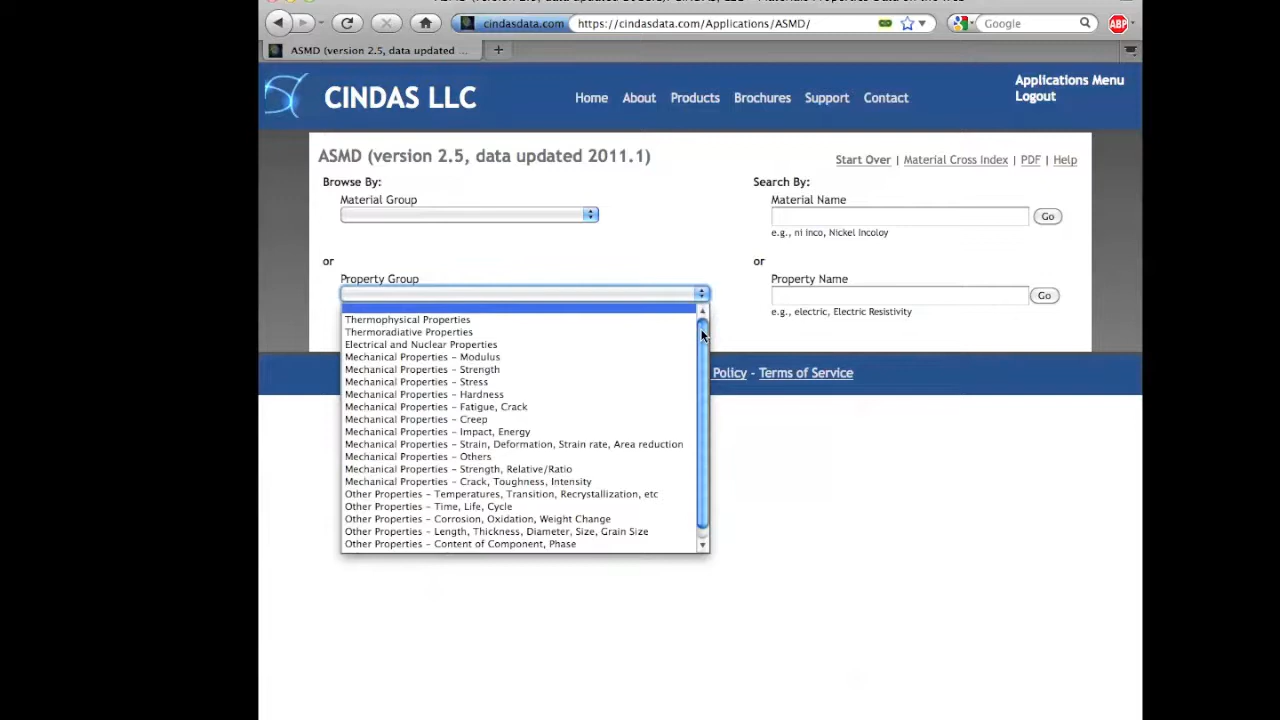 cindasdata.com
https://cindasdata.com/Applications/ASMD/
Google
ABP
ASMD (version 2.5, data updated ...
+
CINDAS LLC
Home
About
Products
Brochures
Support
Contact
Applications Menu
Logout
ASMD (version 2.5, data updated 2011.1)
Start Over | Material Cross Index | PDF | Help
Browse By:
Material Group
or
Property Group
Search By:
Material Name
Go
e.g., ni inco, Nickel Incoloy
or
Property Name
Go
e.g., electric, Electric Resistivity
Thermophysical Properties
Thermoradiative Properties
Electrical and Nuclear Properties
Mechanical Properties – Modulus
Mechanical Properties – Strength
Mechanical Properties – Stress
Mechanical Properties – Hardness
Mechanical Properties – Fatigue, Crack
Mechanical Properties – Creep
Mechanical Properties – Impact, Energy
Mechanical Properties – Strain, Deformation, Strain rate, Area reduction
Mechanical Properties – Others
Mechanical Properties – Strength, Relative/Ratio
Mechanical Properties – Crack, Toughness, Intensity
Other Properties – Temperatures, Transition, Recrystallization, etc
Other Properties – Time, Life, Cycle
Other Properties – Corrosion, Oxidation, Weight Change
Other Properties – Length, Thickness, Diameter, Size, Grain Size
Other Properties – Content of Component, Phase
Policy - Terms of Service